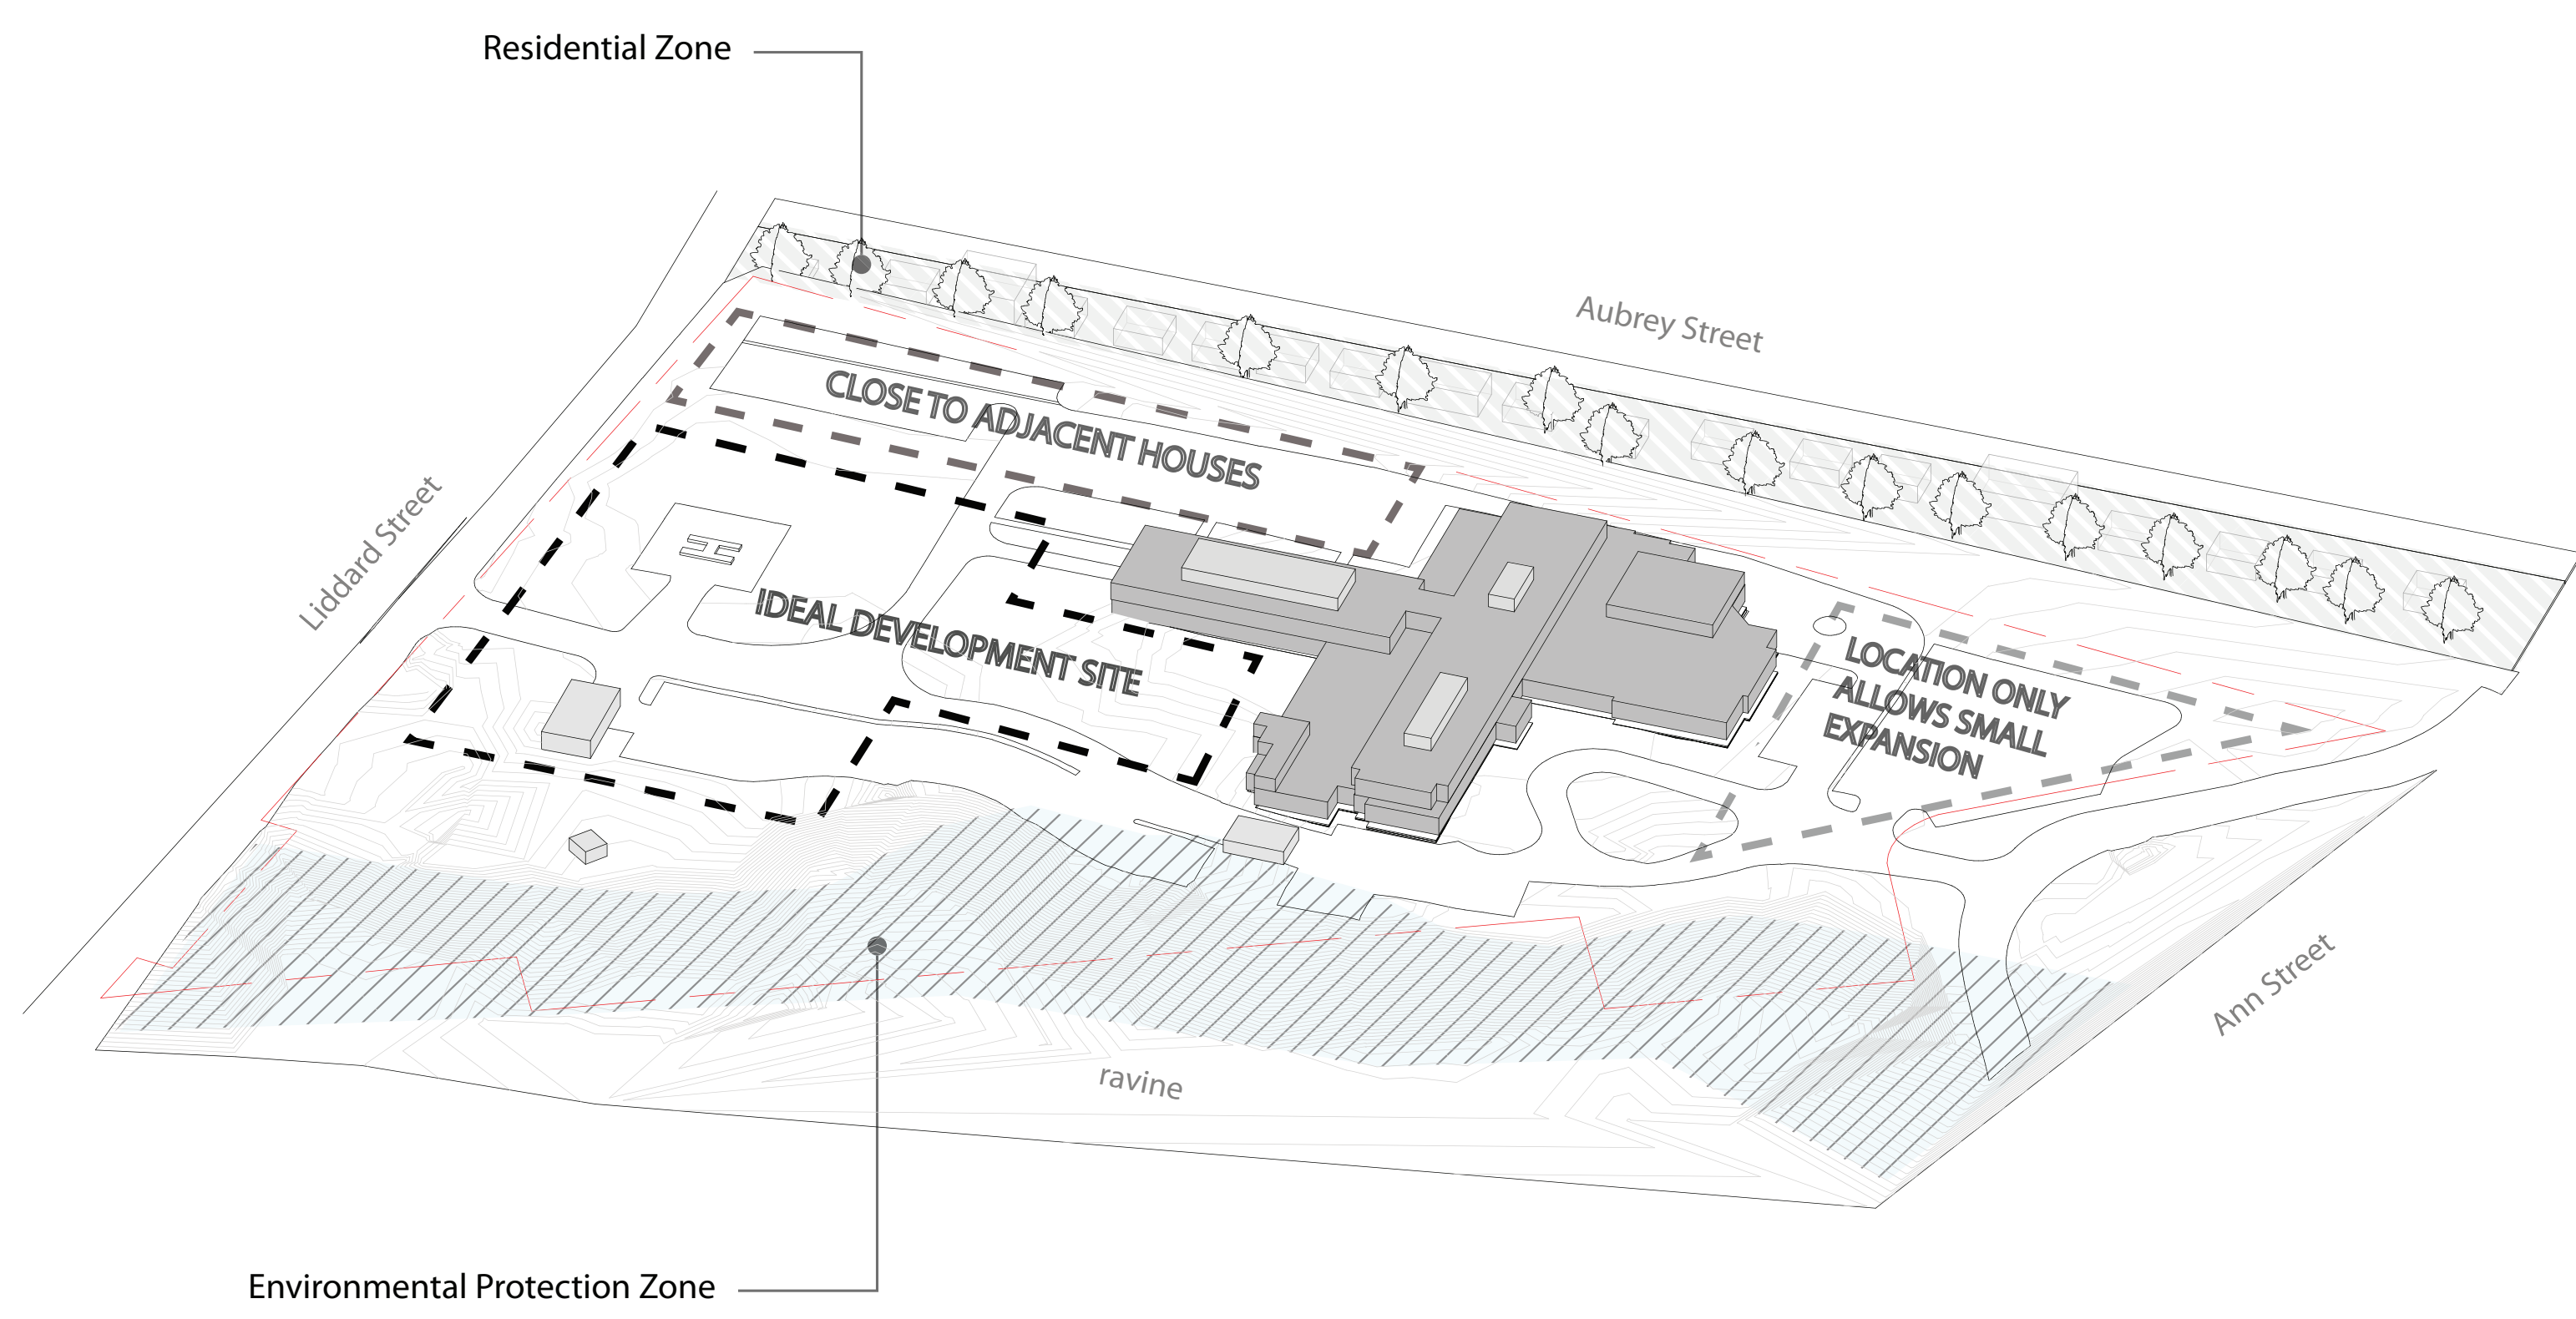 Residential Zone
Aubrey Street
CLOSE TO ADJACENT HOUSES
Liddard Street
H
IDEAL DEVELOPMENT SITE
LOCATION ONLY
ALLOWS SMALL
EXPANSION
Ann Street
ravine
Environmental Protection Zone